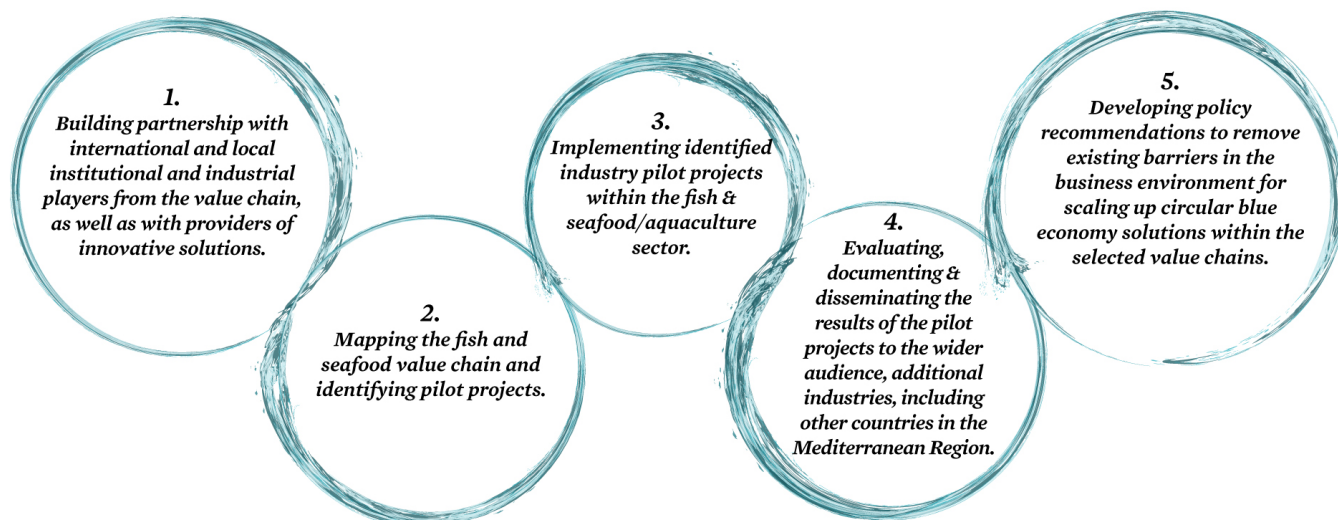 1.
Building partnership with
international and local
institutional and industrial
players from the value chain,
as well as with providers of
innovative solutions.
2.
Mapping the fish and
seafood value chain and
identifying pilot projects.
3.
Implementing identified
industry pilot projects
within the fish &
seafood/aquaculture
sector.
4.
Evaluating,
documenting &
disseminating the
results of the pilot
projects to the wider
audience, additional
industries, including
other countries in the
Mediterranean Region.
5.
Developing policy
recommendations to remove
existing barriers in the
business environment for
scaling up circular blue
economy solutions within the
selected value chains.